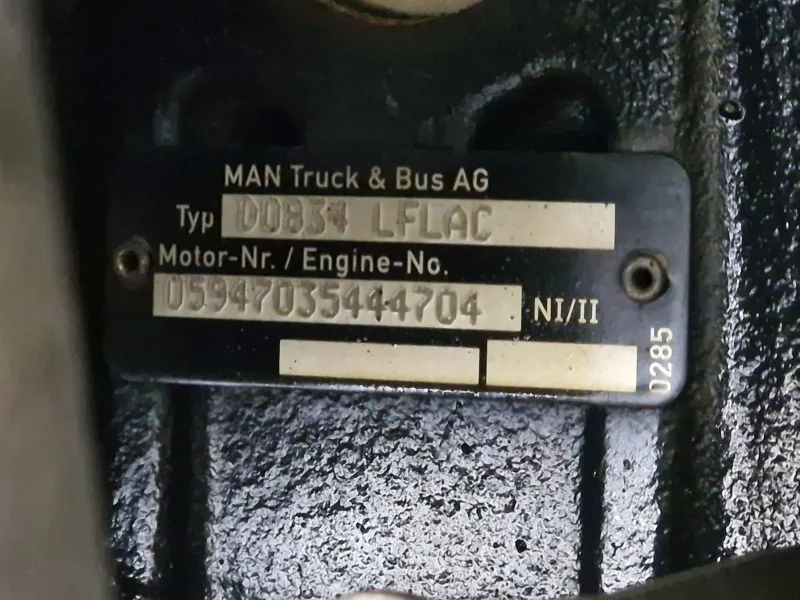 MAN Truck & Bus AG
Typ D0834 LFLAC
Motor-Nr. / Engine-No.
05947035444704 NI/II
0285